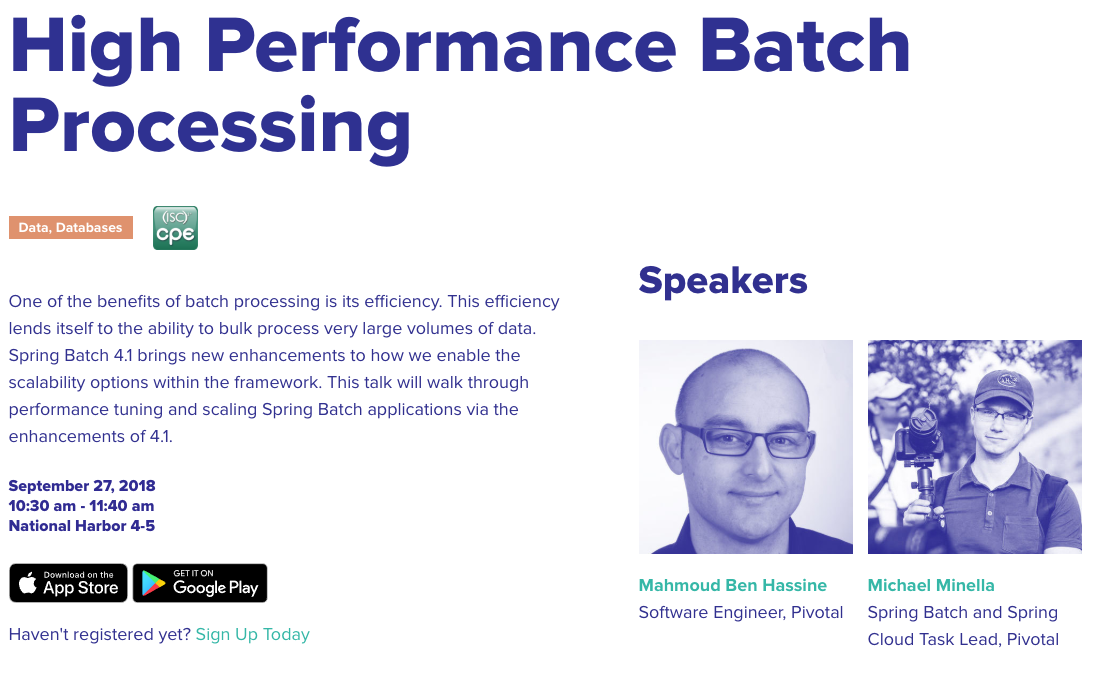 High Performance Batch
Processing
Data, Databases
(ISC)
cpe
One of the benefits of batch processing is its efficiency. This efficiency
lends itself to the ability to bulk process very large volumes of data.
Spring Batch 4.1 brings new enhancements to how we enable the
scalability options within the framework. This talk will walk through
performance tuning and scaling Spring Batch applications via the
enhancements of 4.1.
September 27, 2018
10:30 am - 11:40 am
National Harbor 4-5
Download on the
App Store
GET IT ON
Google Play
Haven't registered yet? Sign Up Today
Speakers
Mahmoud Ben Hassine
Software Engineer, Pivotal
Michael Minella
Spring Batch and Spring
Cloud Task Lead, Pivotal